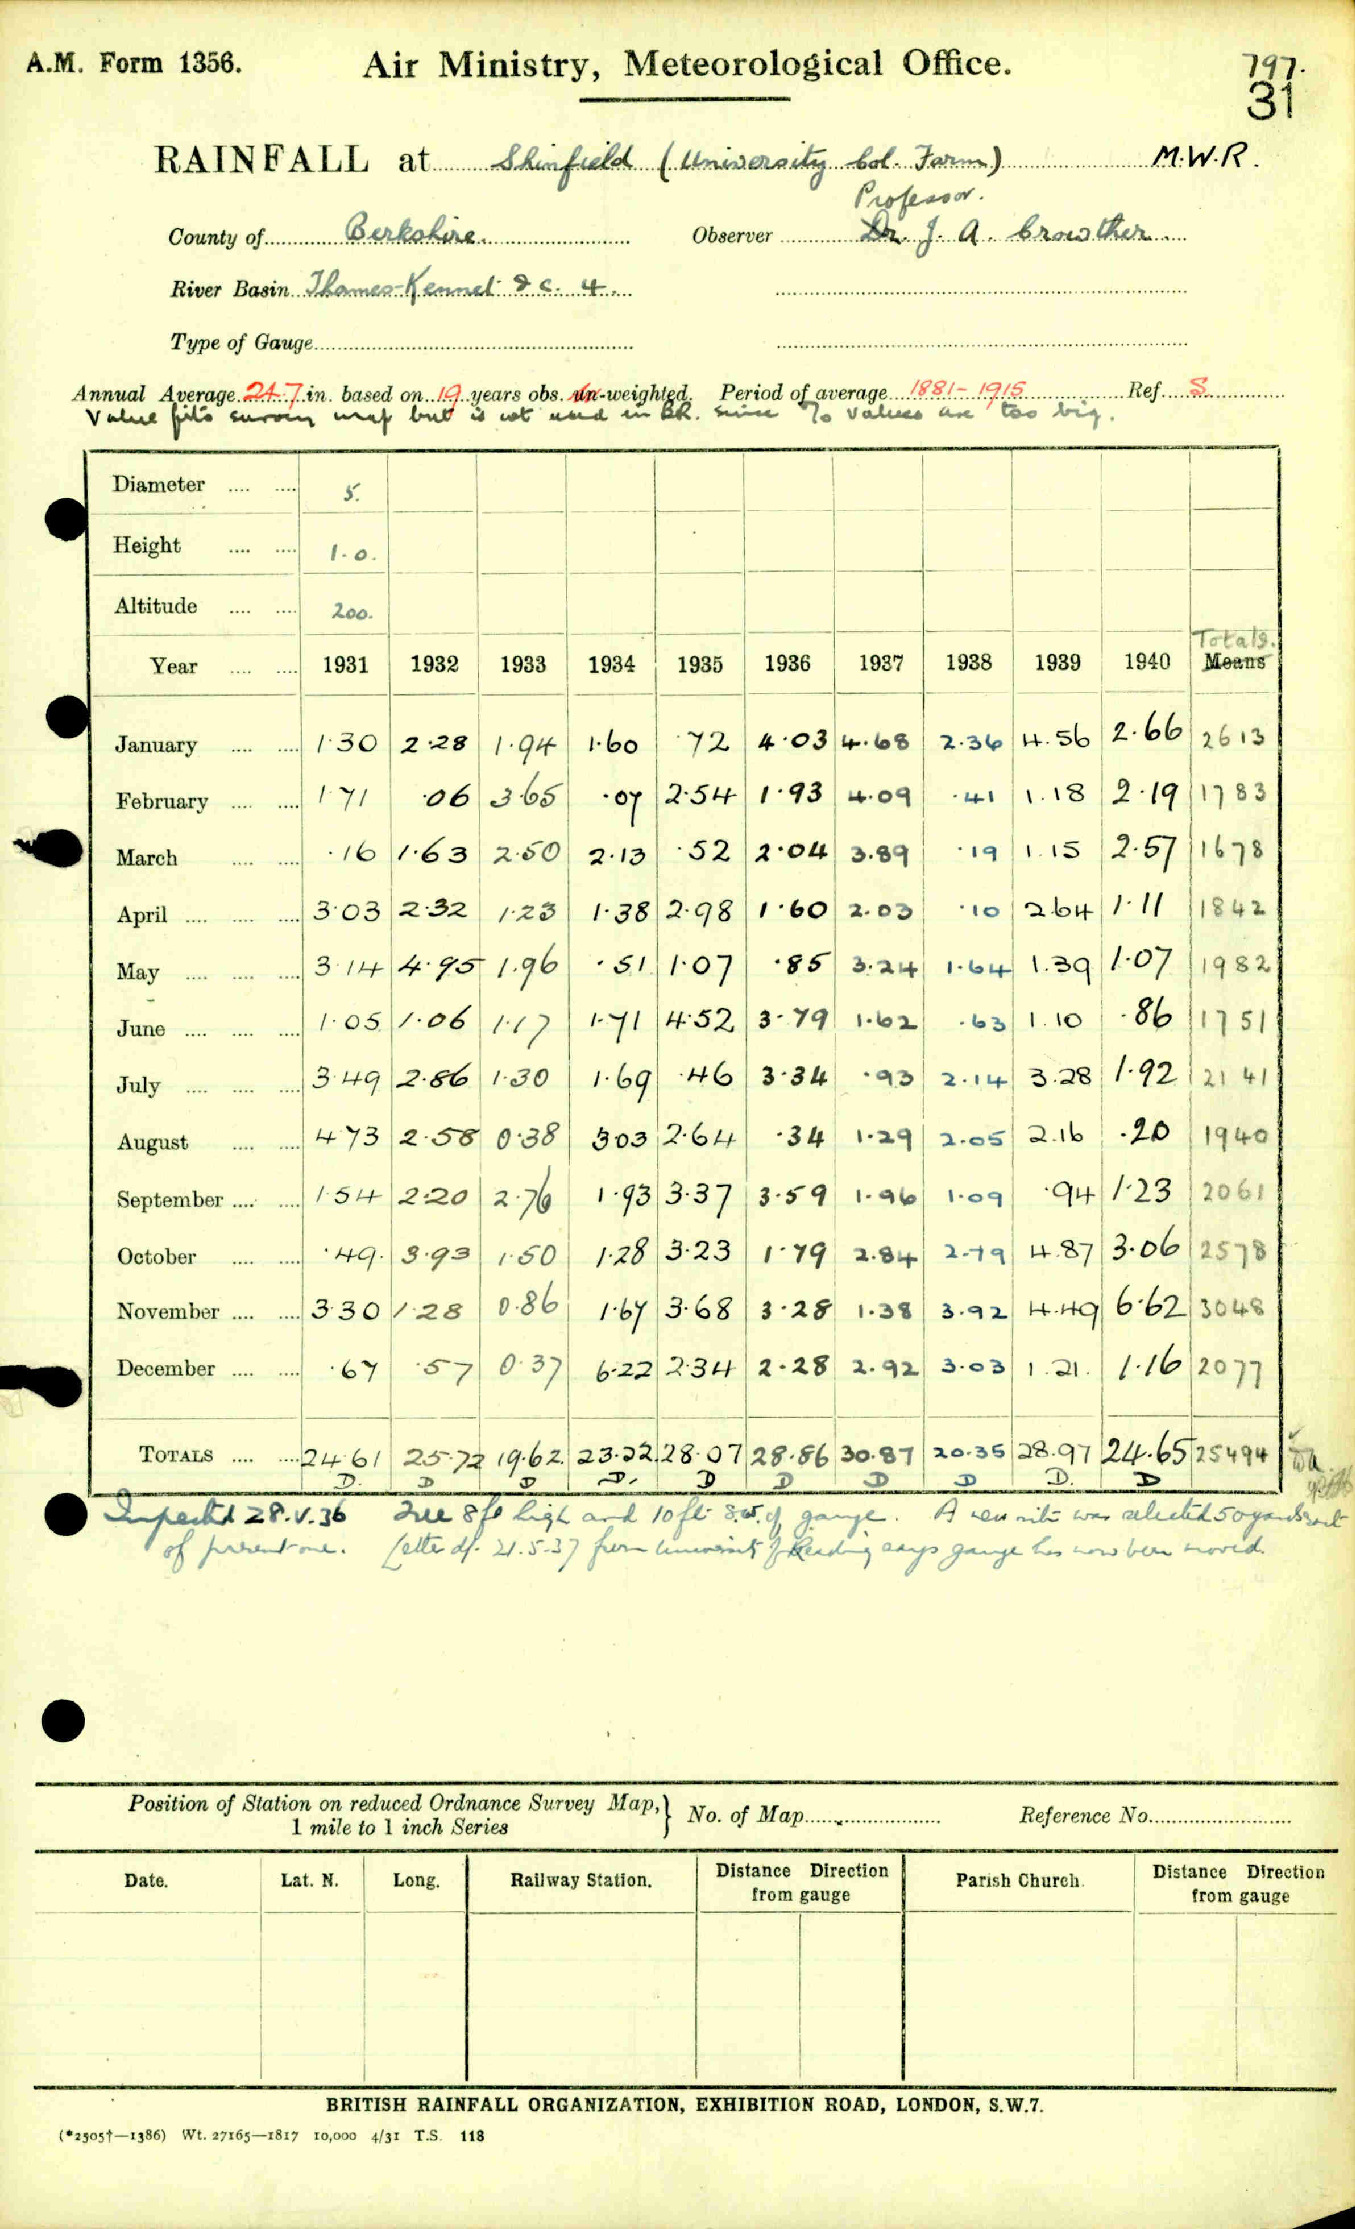 A.M. Form 1356. Air Ministry, Meteorological Office. 797.
31
RAINFALL at Shinfield (University Col. Farm) M.W.R.
Professor.
County of Berkshire. Observer Dr. J. A. Crowther
River Basin Thames-Kennet &c. 4.
Type of Gauge
Annual Average 24.7 in. based on 19 years obs. un-weighted. Period of average 1881-1915 Ref. S.
Value fits survey map but is not used in BR. since % values are too big.
Diameter .... .... 5.
Height .... .... 1.0.
Altitude .... .... 200.
Totals.
Year .... .... 1931 1932 1933 1934 1935 1936 1937 1938 1939 1940 Means
January .... .... 1.30 2.28 1.94 1.60 .72 4.03 4.68 2.36 4.56 2.66 2613
February .... .... 1.71 .06 3.65 .07 2.54 1.93 4.09 .41 1.18 2.19 1783
March .... .... .16 1.63 2.50 2.13 .52 2.04 3.89 .19 1.15 2.57 1678
April .... .... .... 3.03 2.32 1.23 1.38 2.98 1.60 2.03 .10 2.64 1.11 1842
May .... .... .... 3.14 4.95 1.96 .51 1.07 .85 3.24 1.64 1.39 1.07 1982
June .... .... .... 1.05 1.06 1.17 1.71 4.52 3.79 1.62 .63 1.10 .86 1751
July .... .... .... 3.49 2.86 1.30 1.69 .46 3.34 .93 2.14 3.28 1.92 2141
August .... .... 4.73 2.58 0.38 3.03 2.64 .34 1.29 2.05 2.16 .20 1940
September .... .... 1.54 2.20 2.76 1.93 3.37 3.59 1.96 1.09 .94 1.23 2061
October .... .... .49. 3.93 1.50 1.28 3.23 1.79 2.84 2.79 4.87 3.06 2578
November .... .... 3.30 1.28 0.86 1.67 3.68 3.28 1.38 3.92 4.49 6.62 3048
December .... .... .67 .57 0.37 6.22 2.34 2.28 2.92 3.03 1.21. 1.16 2077
TOTALS .... .... 24.61 25.72 19.62 23.22 28.07 28.86 30.87 20.35 28.97 24.65 25494
D. D D D. D D D D D. D
Inspected 28.V.36 Tree 8ft high and 10ft S.W. of gauge. A new site was selected 50 yards
of present one. Letter df. 21.5.37 from University of Reading says gauge has now been moved.
Position of Station on reduced Ordnance Survey Map, } No. of Map Reference No.
1 mile to 1 inch Series
Date. Lat. N. Long. Railway Station. Distance Direction from gauge Parish Church. Distance Direction from gauge
BRITISH RAINFALL ORGANIZATION, EXHIBITION ROAD, LONDON, S.W.7.
(*2505†—1386) Wt. 27165—1817 10,000 4/31 T.S. 118